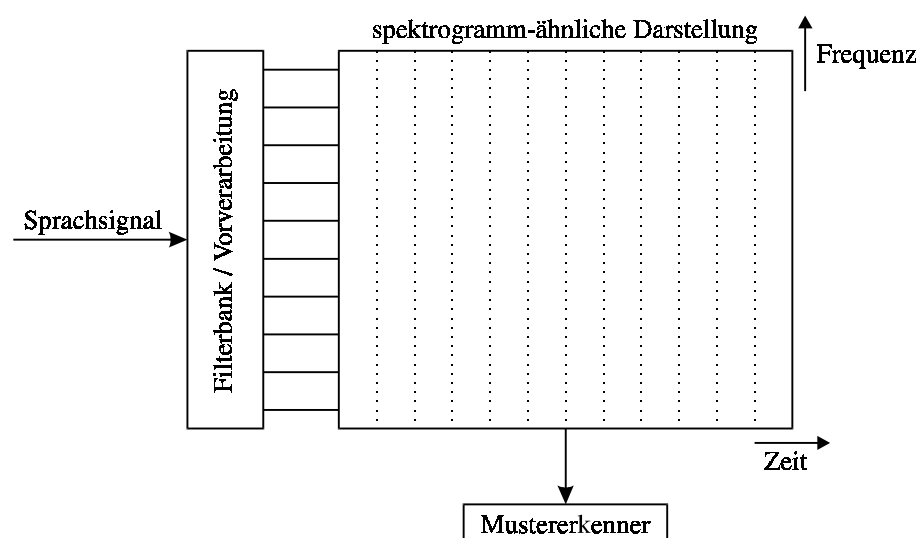 spektrogramm-ähnliche Darstellung
Frequenz
Filterbank / Vorverarbeitung
Sprachsignal
Zeit
Mustererkenner